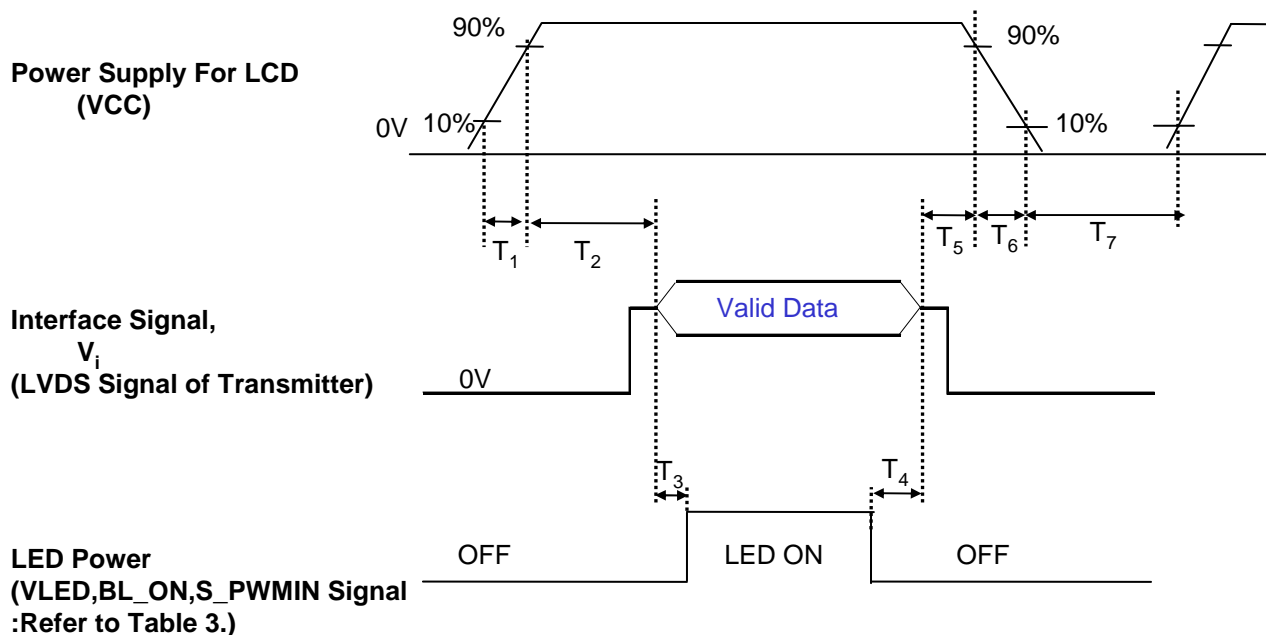 90%
90%
Power Supply For LCD
(VCC)
0V
10%
10%
T1
T2
T5
T6
T7
Valid Data
Interface Signal,
Vi
(LVDS Signal of Transmitter)
0V
T3
T4
OFF
LED ON
OFF
LED Power
(VLED,BL_ON,S_PWMIN Signal
:Refer to Table 3.)